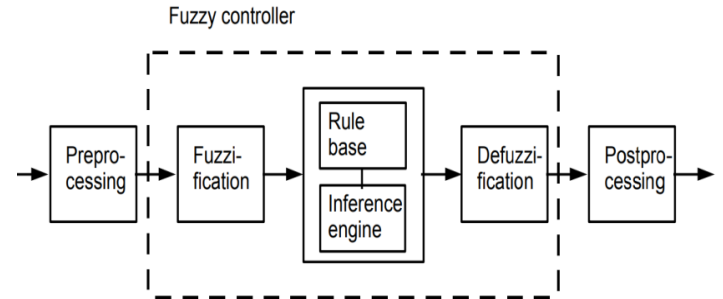 Fuzzy controller
Prepro-
cessing
Fuzzi-
fication
Rule
base
Inference
engine
Defuzzi-
fication
Postpro-
cessing